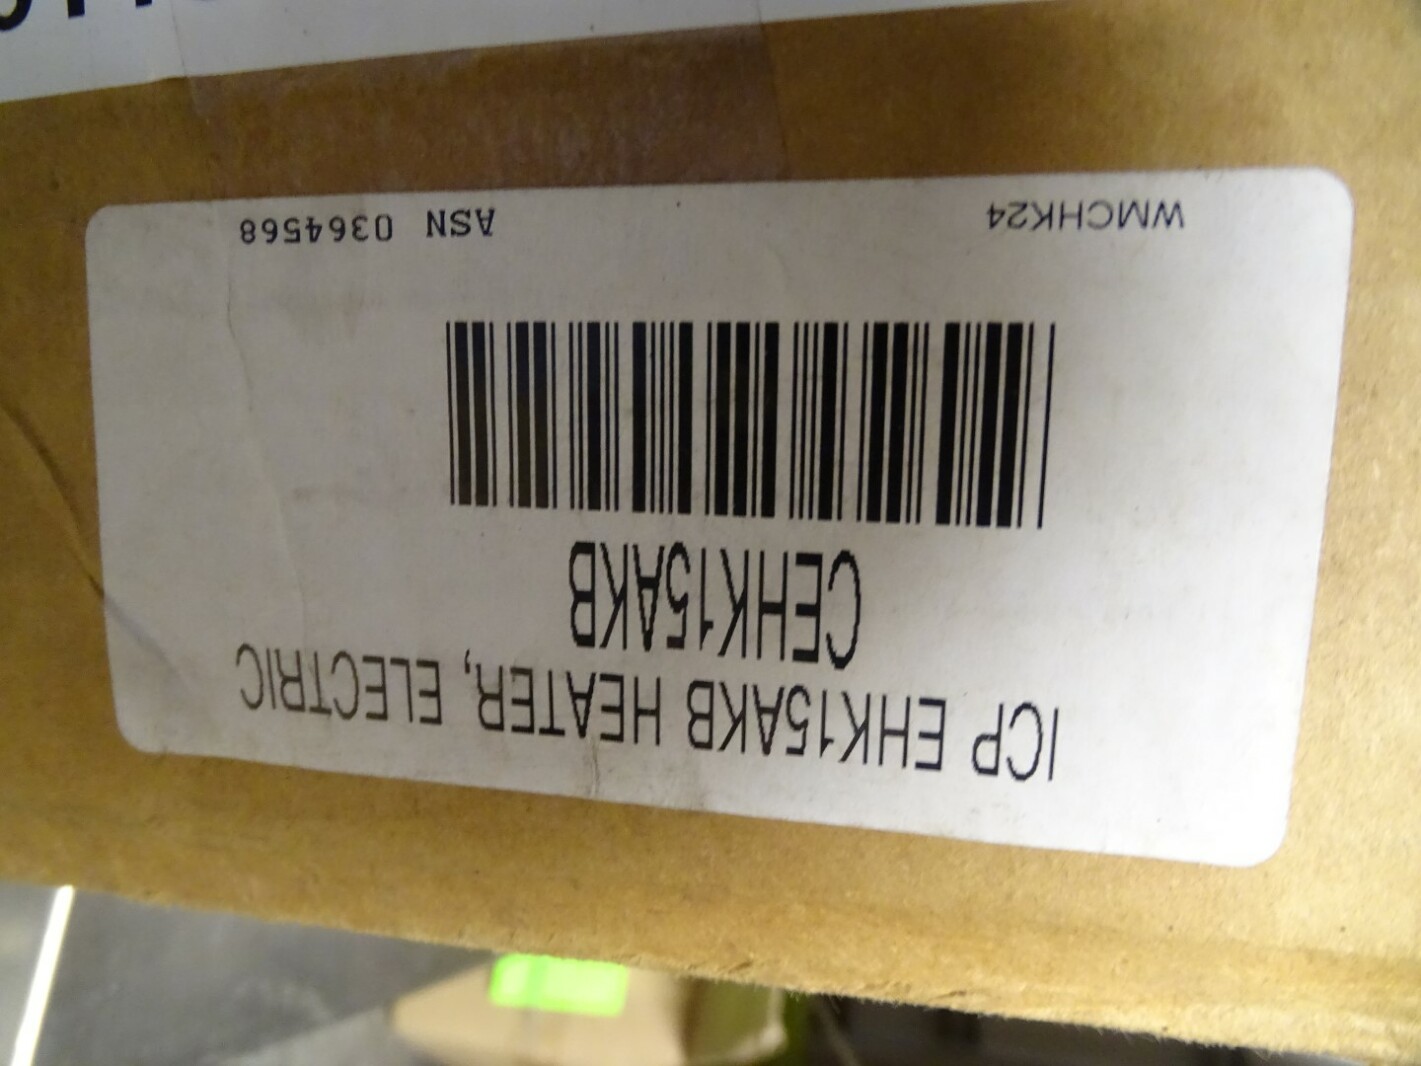 ICP EHK15AKB HEATER, ELECTRIC
CEHK15AKB
WMCHK24
ASN 0364568